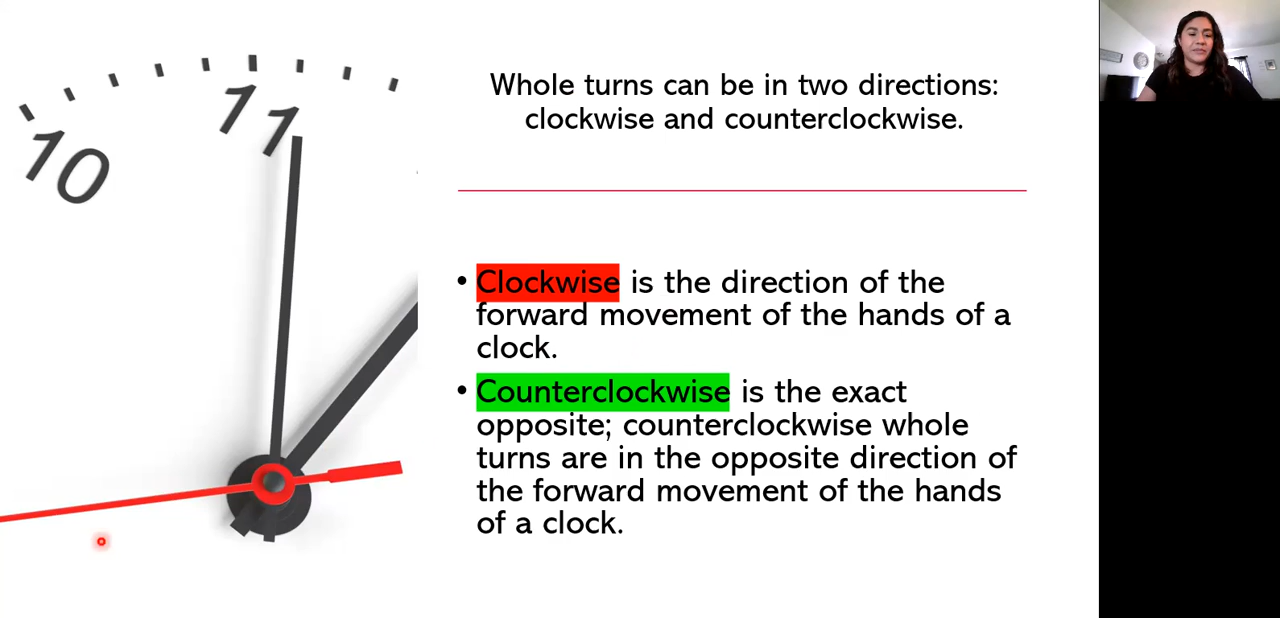 10
11
Whole turns can be in two directions:
clockwise and counterclockwise.
• Clockwise is the direction of the
forward movement of the hands of a
clock.
• Counterclockwise is the exact
opposite; counterclockwise whole
turns are in the opposite direction of
the forward movement of the hands
of a clock.